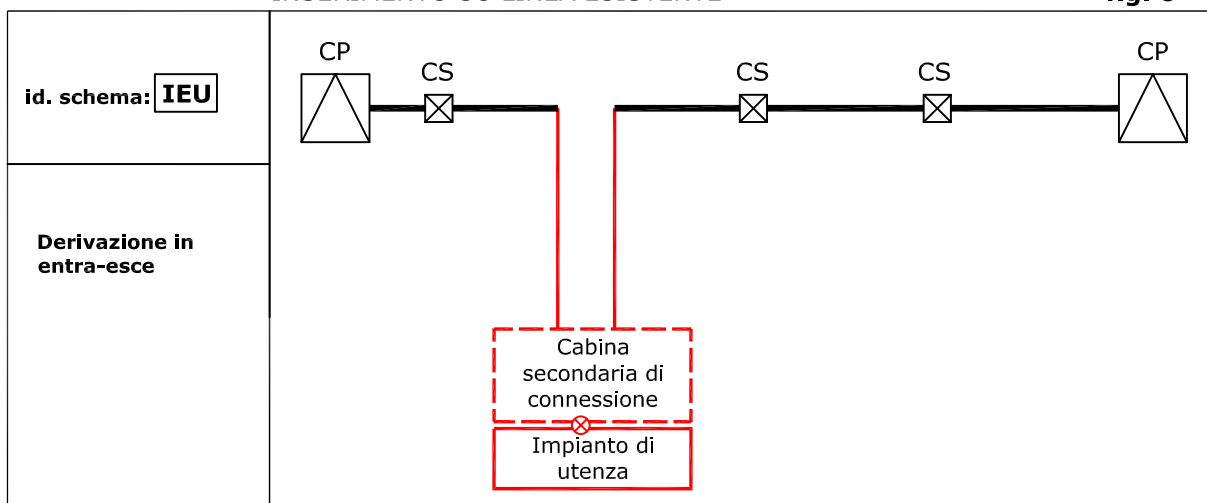 id. schema: IEU
CP
CS
CS
CS
CP
Derivazione in
entra-esce
Cabina
secondaria di
connessione
Impianto di
utenza